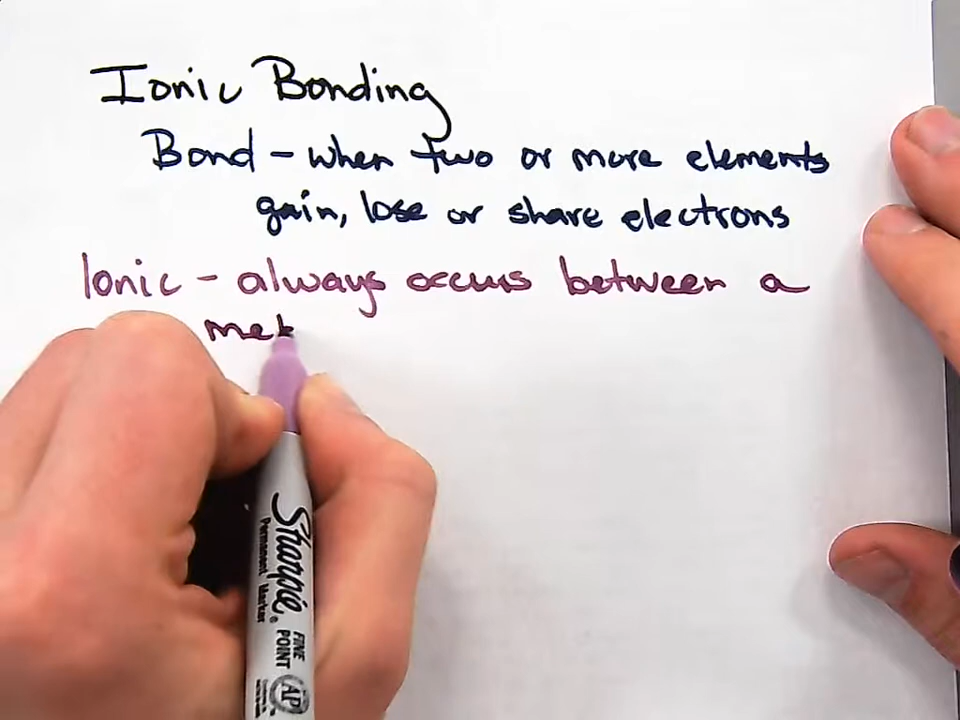 Ionic Bonding
Bond - when two or more elements
gain, lose or share electrons
Ionic - always occurs between a
met
Sharpie
Permanent Marker
FINE
POINT
AP